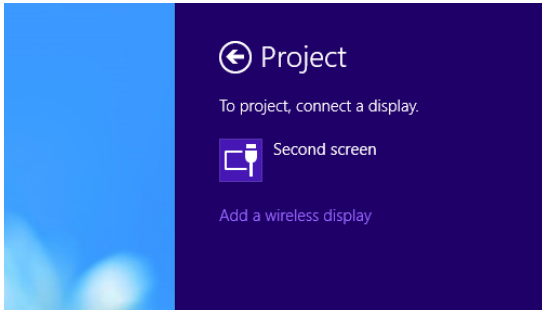 Project
To project, connect a display.
Second screen
Add a wireless display